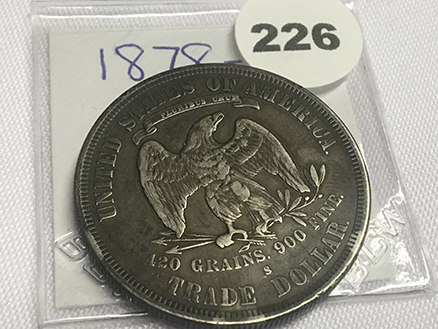 226
1878-
UNITED STATES OF AMERICA
E PLURIBUS UNUM
420 GRAINS. 900 FINE.
S
TRADE DOLLAR.